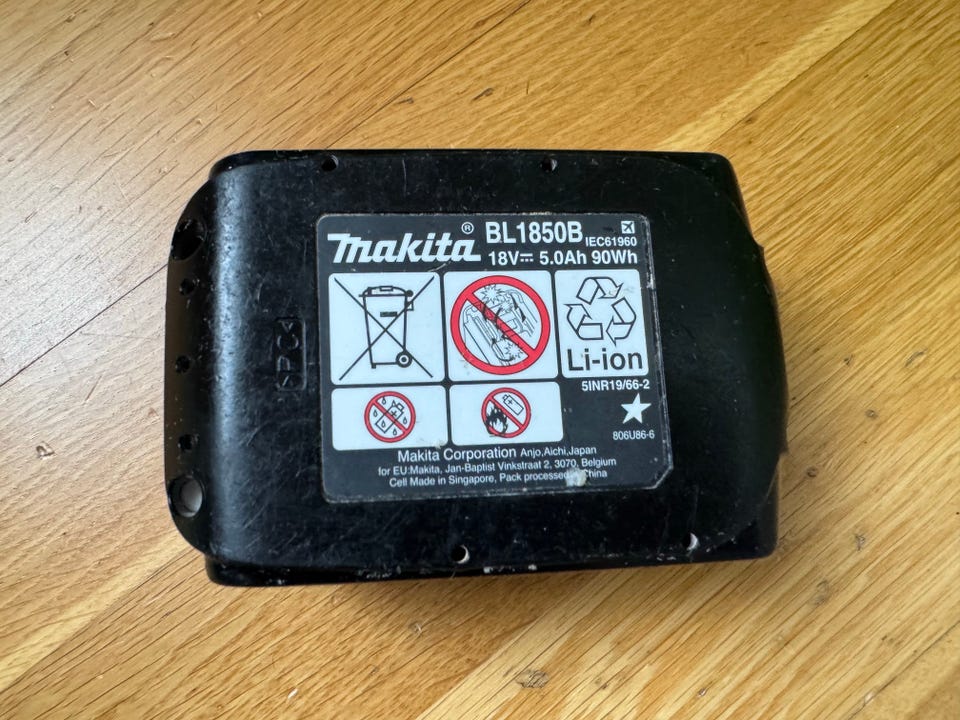 makita® BL1850B
IEC61960
18V⎓ 5.0Ah 90Wh
Li-ion
5INR19/66-2
806U86-6
Makita Corporation Anjo,Aichi,Japan
for EU:Makita, Jan-Baptist Vinkstraat 2, 3070, Belgium
Cell Made in Singapore, Pack processed China
>PC<